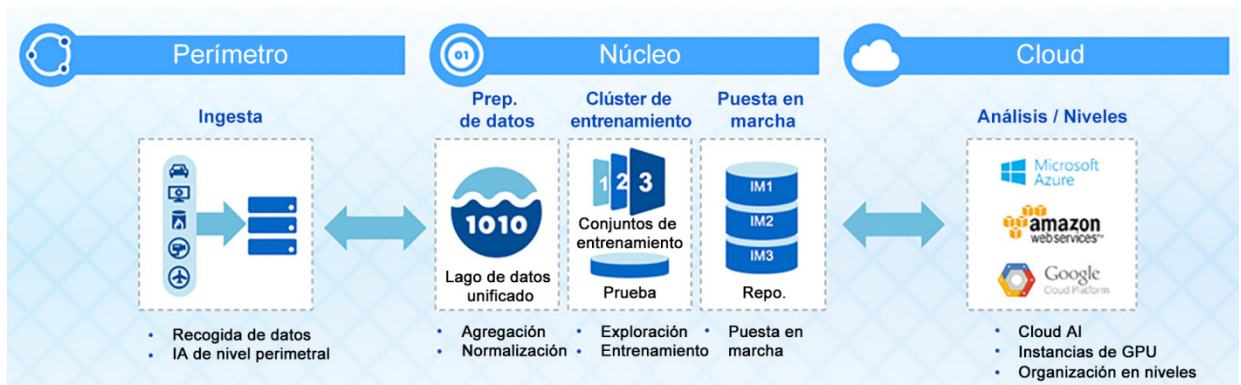 Perímetro
01
Núcleo
Cloud
Ingesta
Prep.
de datos
Clúster de
entrenamiento
Puesta en
marcha
Análisis / Niveles
1010
Lago de datos
unificado
1 2 3
Conjuntos de
entrenamiento
Prueba
IM1
IM2
IM3
Repo.
Microsoft
Azure
amazon
webservices™
Google
Cloud Platform
• Recogida de datos
• IA de nivel perimetral
• Agregación
• Normalización
• Exploración
• Entrenamiento
• Puesta en
marcha
• Cloud AI
• Instancias de GPU
• Organización en niveles